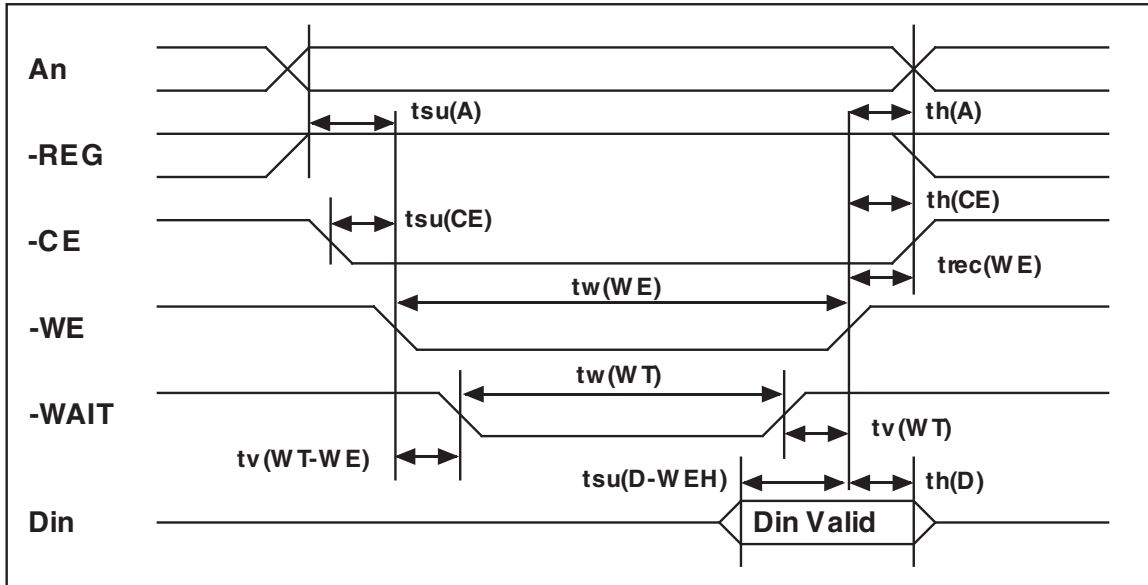 An
tsu(A)
th(A)
-REG
th(CE)
tsu(CE)
-CE
trec(WE)
tw(WE)
-WE
tw(WT)
-WAIT
tv(WT)
tv(WT-WE)
tsu(D-WEH)
th(D)
Din
Din Valid